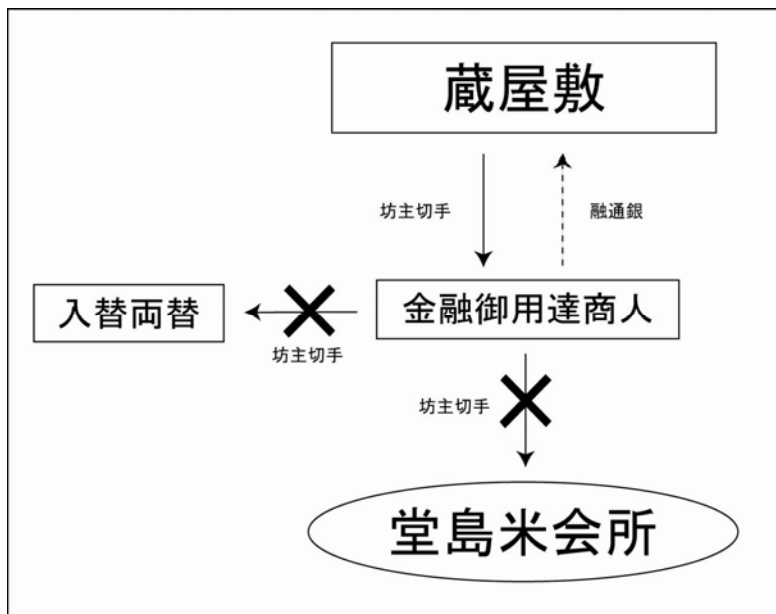 蔵屋敷
坊主切手
融通銀
入替両替
金融御用達商人
坊主切手
坊主切手
堂島米会所